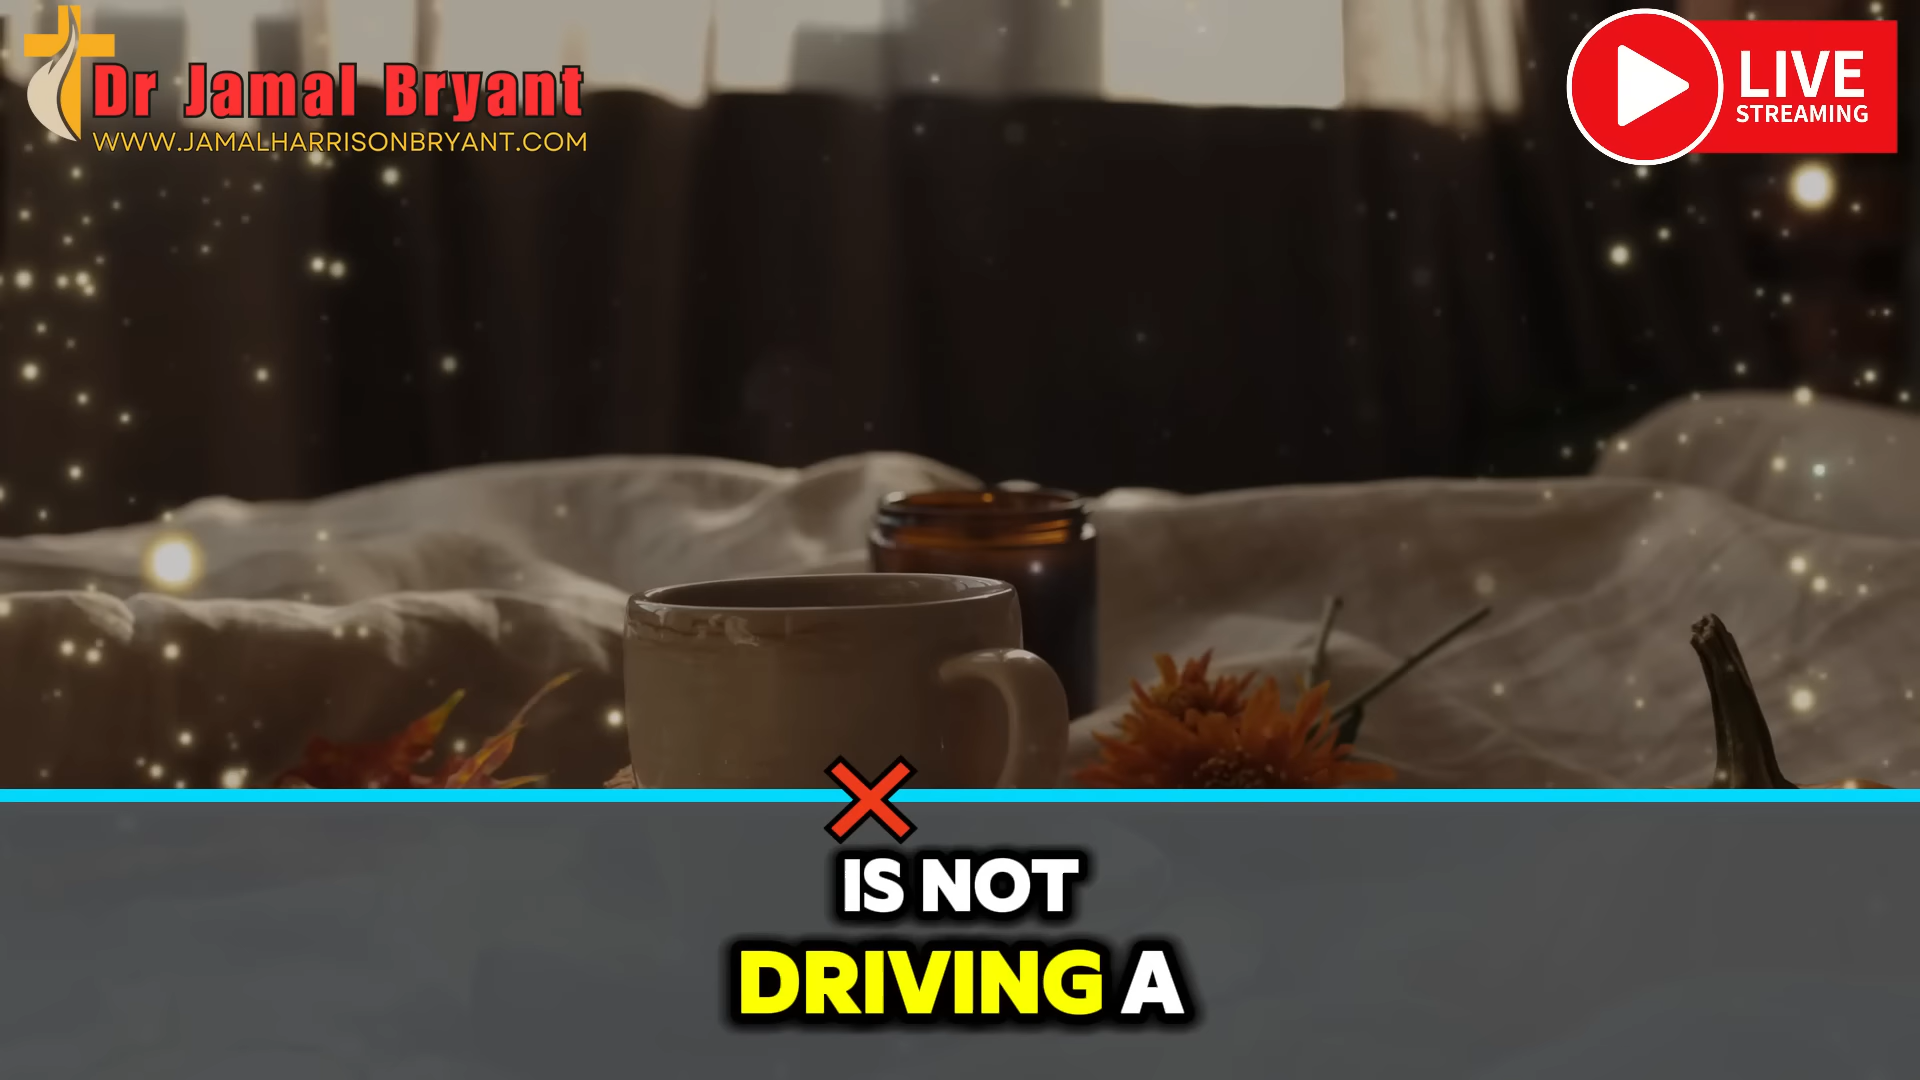 Dr Jamal Bryant
WWW.JAMALHARRISONBRYANT.COM
LIVE
STREAMING
IS NOT
DRIVING A